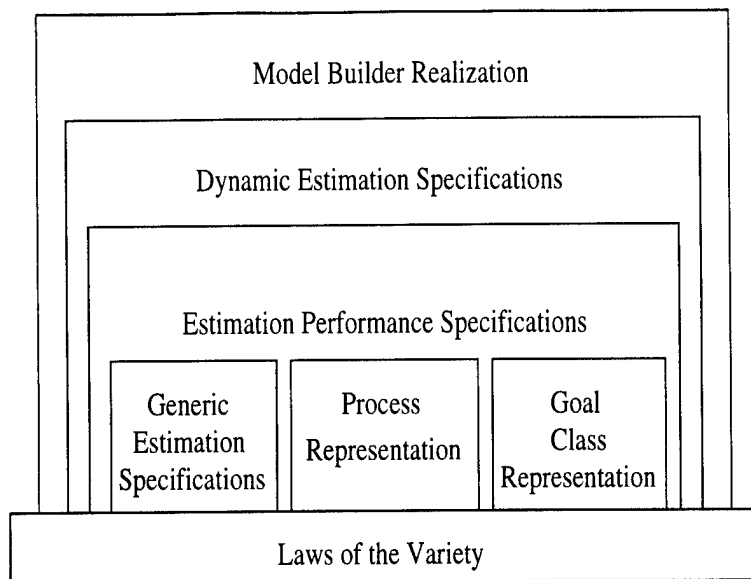 Model Builder Realization
Dynamic Estimation Specifications
Estimation Performance Specifications
Generic
Estimation
Specifications
Process
Representation
Goal
Class
Representation
Laws of the Variety